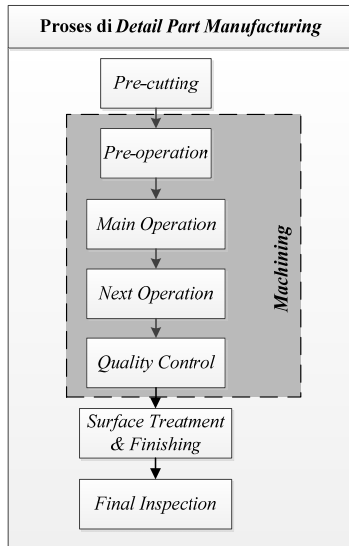 Proses di Detail Part Manufacturing
Pre-cutting
Pre-operation
Main Operation
Machining
Next Operation
Quality Control
Surface Treatment
& Finishing
Final Inspection